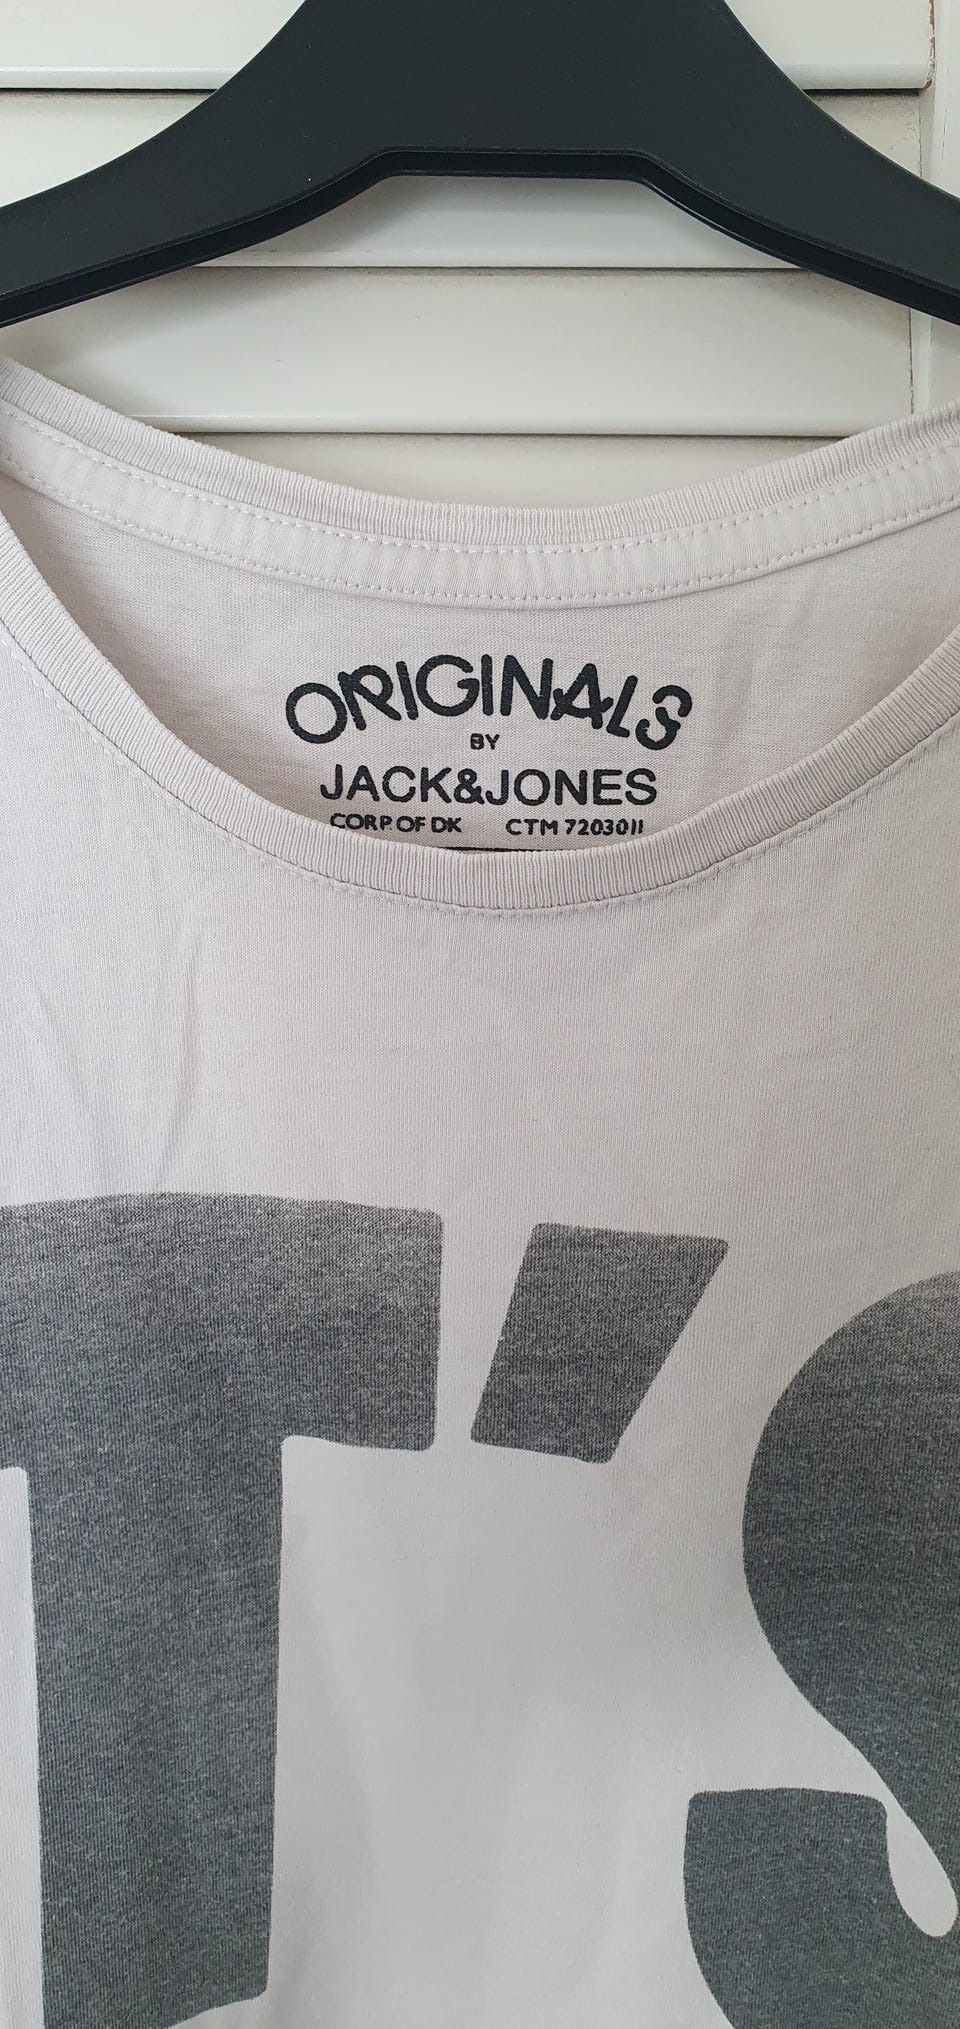 ORIGINALS
BY
JACK&JONES
CORP. OF DK CTM 7203011
T'S